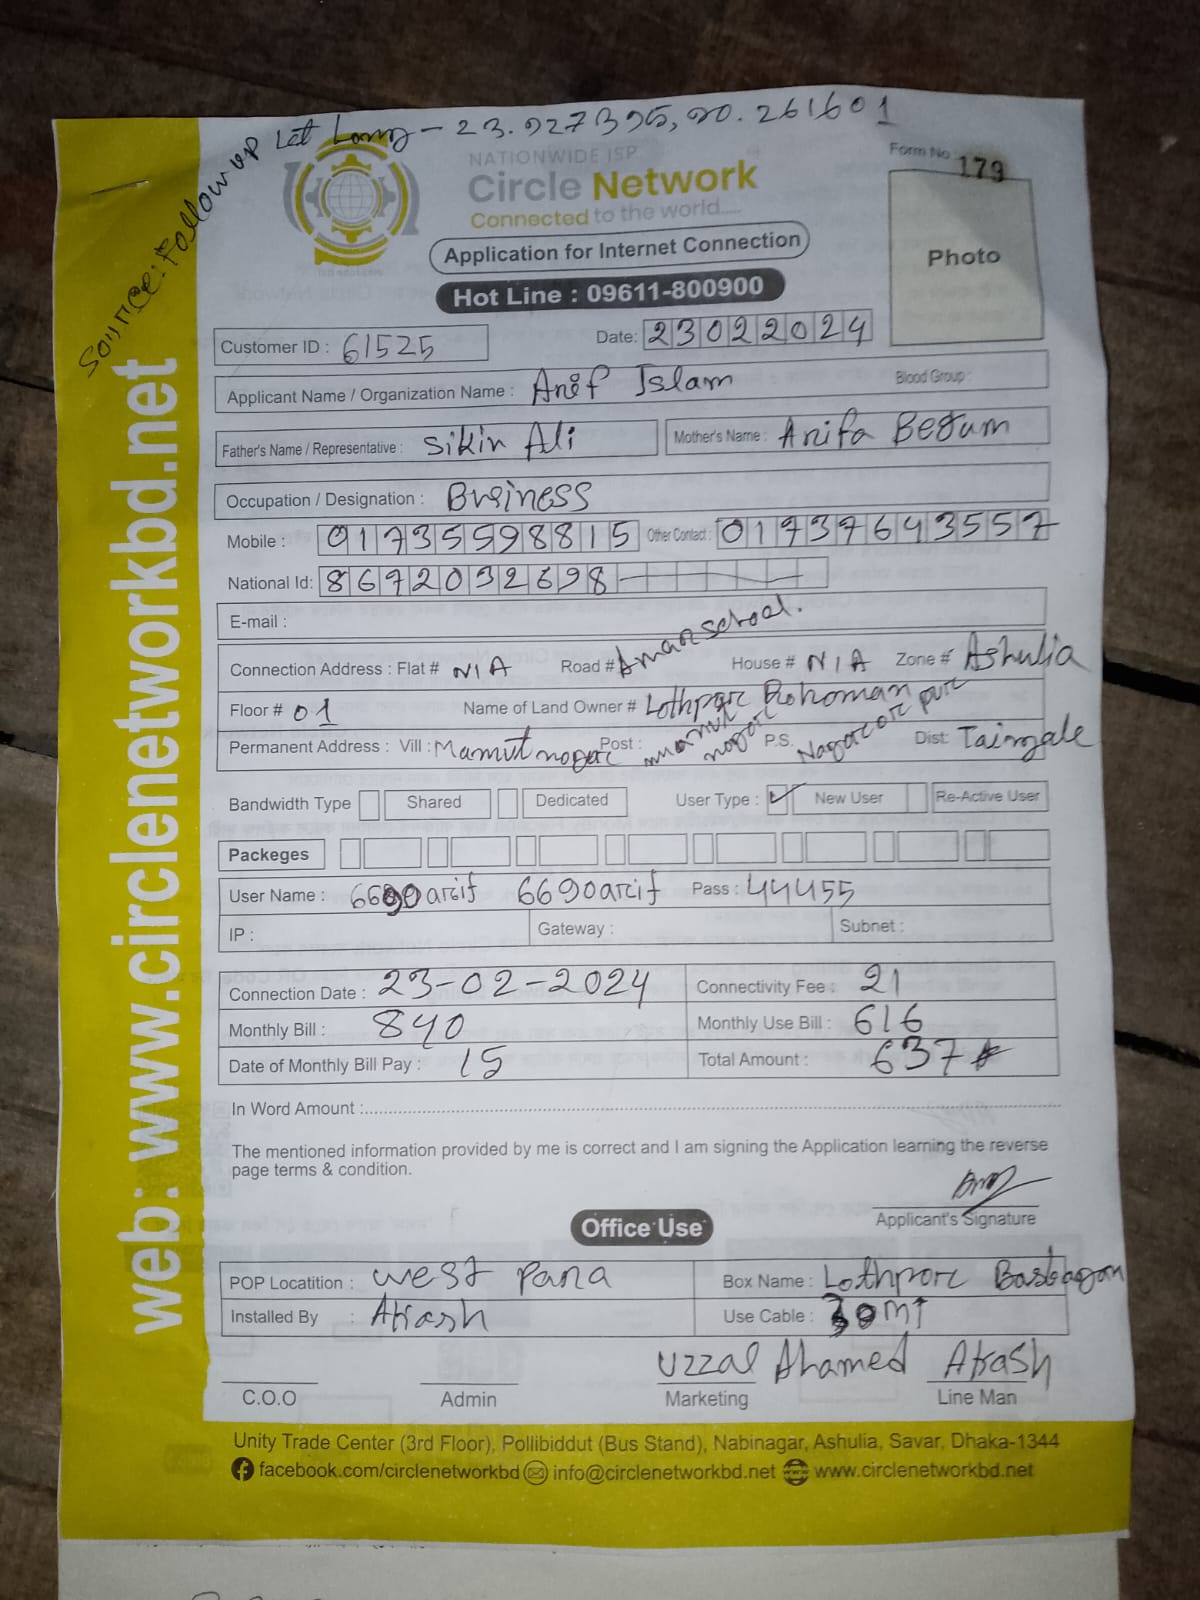 Source: Follow up Let Long - 23.927395, 90.261601
NATIONWIDE ISP
Circle Network
Connected to the world....
Form No 179
Photo
Application for Internet Connection
Hot Line : 09611-800900
Customer ID : 61525 Date: 23022024
Applicant Name / Organization Name : Arif Islam Blood Group :
Father's Name / Representative : Sikin Ali Mother's Name : Arifa Begum
Occupation / Designation : Business
Mobile : 01735598815 Other Contact : 01737643557
National Id: 8672032698
E-mail :
Connection Address : Flat # N/A Road # Aman School. House # N/A Zone # Ashulia
Floor # 01 Name of Land Owner # Lothpor Rohoman
Permanent Address : Vill : Mamutnogor Post : mamut nogor P.S. Nagorpur Dist: Taingale
Bandwidth Type Shared Dedicated User Type : ✓ New User Re-Active User
Packeges
User Name : 6690arif 6690arif Pass : 44455
IP : Gateway : Subnet :
Connection Date : 23-02-2024 Connectivity Fee : 21
Monthly Bill : 840 Monthly Use Bill : 616
Date of Monthly Bill Pay : 15 Total Amount : 637
In Word Amount :
The mentioned information provided by me is correct and I am signing the Application learning the reverse
page terms & condition.
Applicant's Signature
Office Use
POP Locatition : west Para Box Name : Lothpor Basbagan
Installed By : Akash Use Cable : 30 mt
Uzzal Ahamed Akash
C.O.O Admin Marketing Line Man
Unity Trade Center (3rd Floor), Pollibiddut (Bus Stand), Nabinagar, Ashulia, Savar, Dhaka-1344
facebook.com/circlenetworkbd info@circlenetworkbd.net www.circlenetworkbd.net
web: www.circlenetworkbd.net